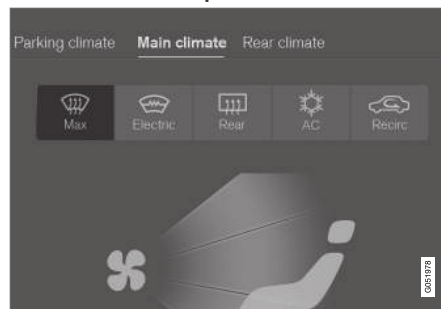 Parking climate Main climate Rear climate
Max Electric Rear AC Recirc
G051978